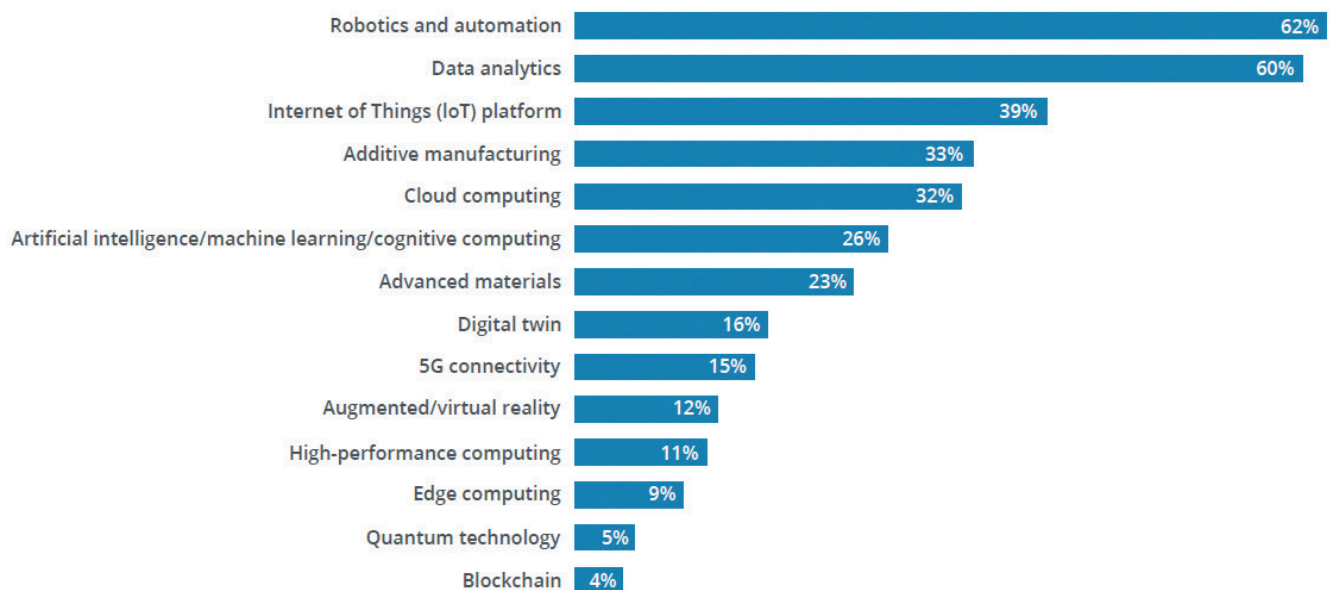 Robotics and automation 62%
Data analytics 60%
Internet of Things (IoT) platform 39%
Additive manufacturing 33%
Cloud computing 32%
Artificial intelligence/machine learning/cognitive computing 26%
Advanced materials 23%
Digital twin 16%
5G connectivity 15%
Augmented/virtual reality 12%
High-performance computing 11%
Edge computing 9%
Quantum technology 5%
Blockchain 4%